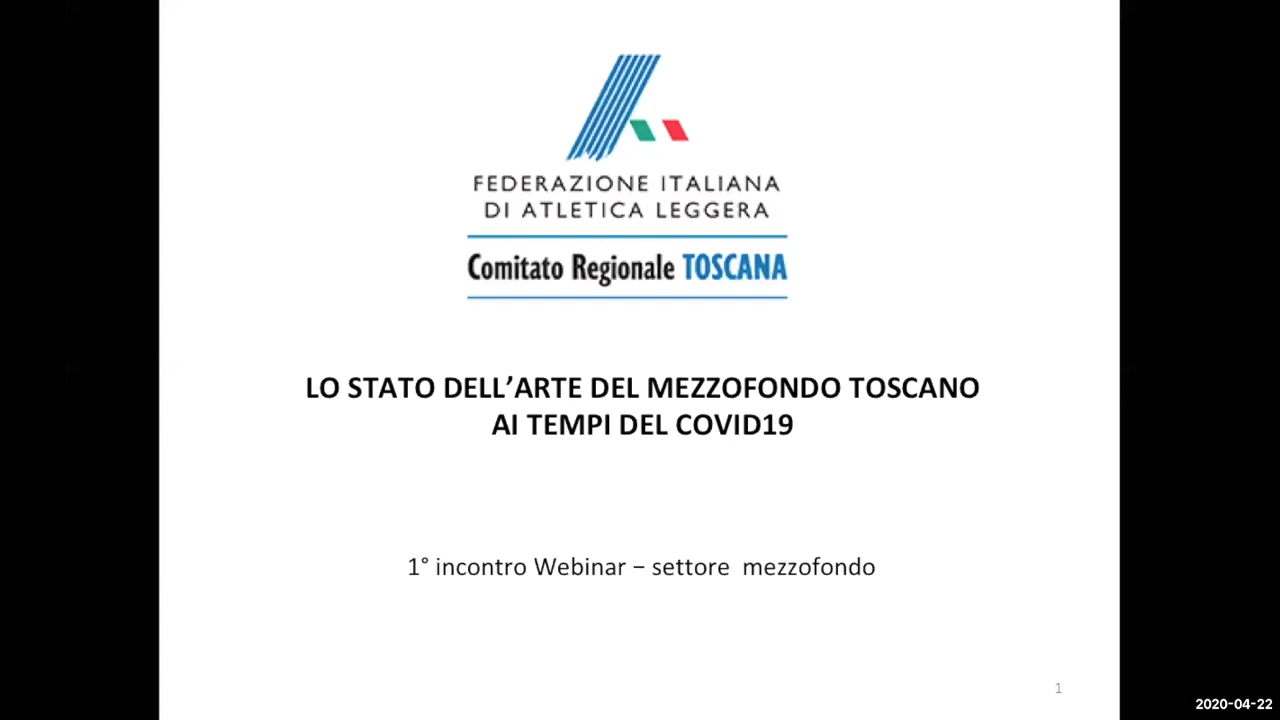 FEDERAZIONE ITALIANA
DI ATLETICA LEGGERA
Comitato Regionale TOSCANA
LO STATO DELL’ARTE DEL MEZZOFONDO TOSCANO
AI TEMPI DEL COVID19
1° incontro Webinar – settore mezzofondo
1
2020-04-22